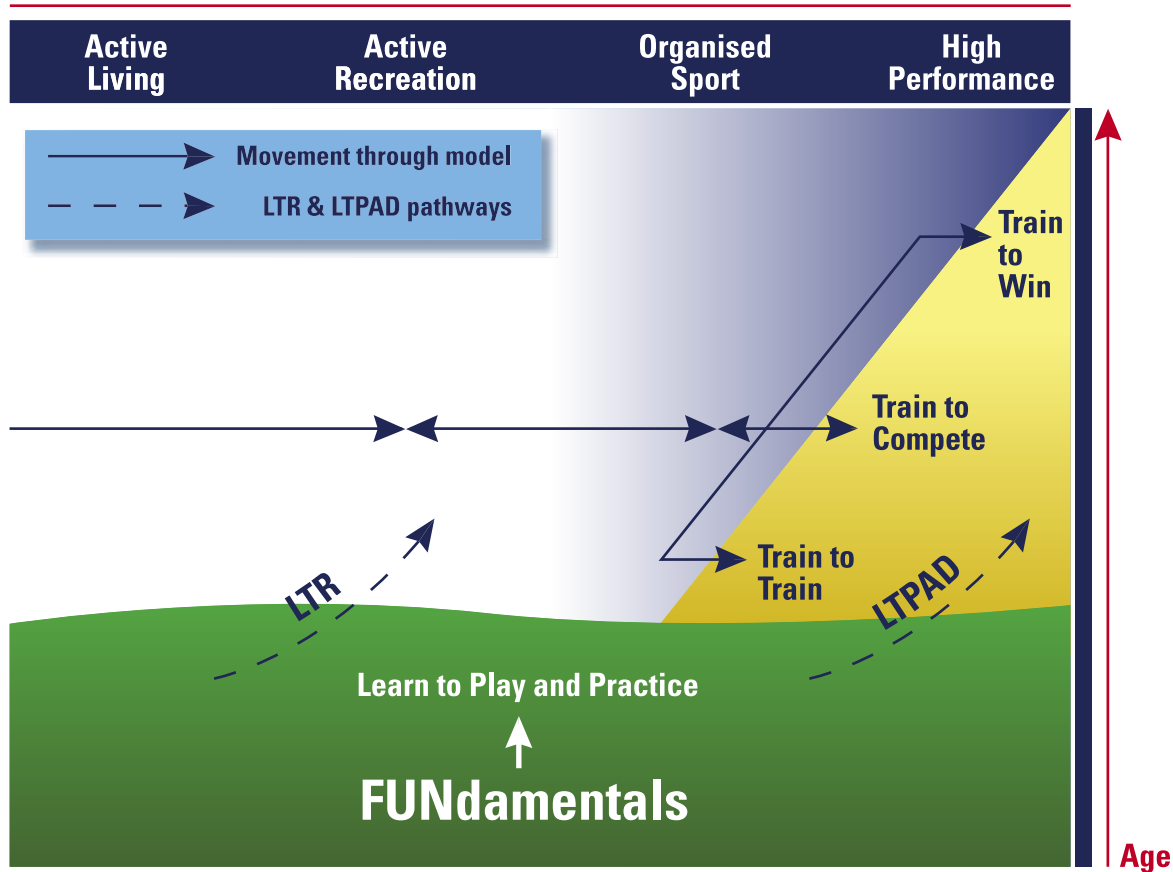 Active Living
Active Recreation
Organised Sport
High Performance
Movement through model
LTR & LTPAD pathways
Train to Win
Train to Compete
Train to Train
LTR
LTPAD
Learn to Play and Practice
FUNdamentals
Age